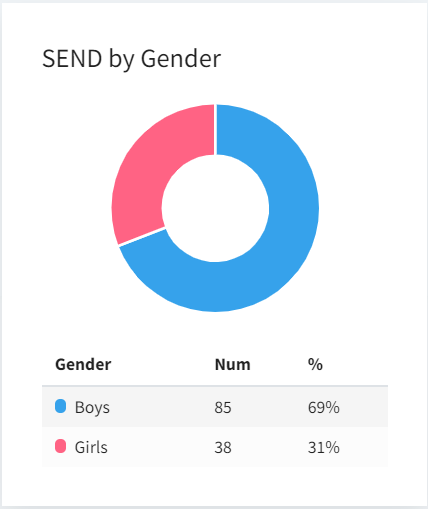 SEND by Gender
Gender Num %
Boys 85 69%
Girls 38 31%